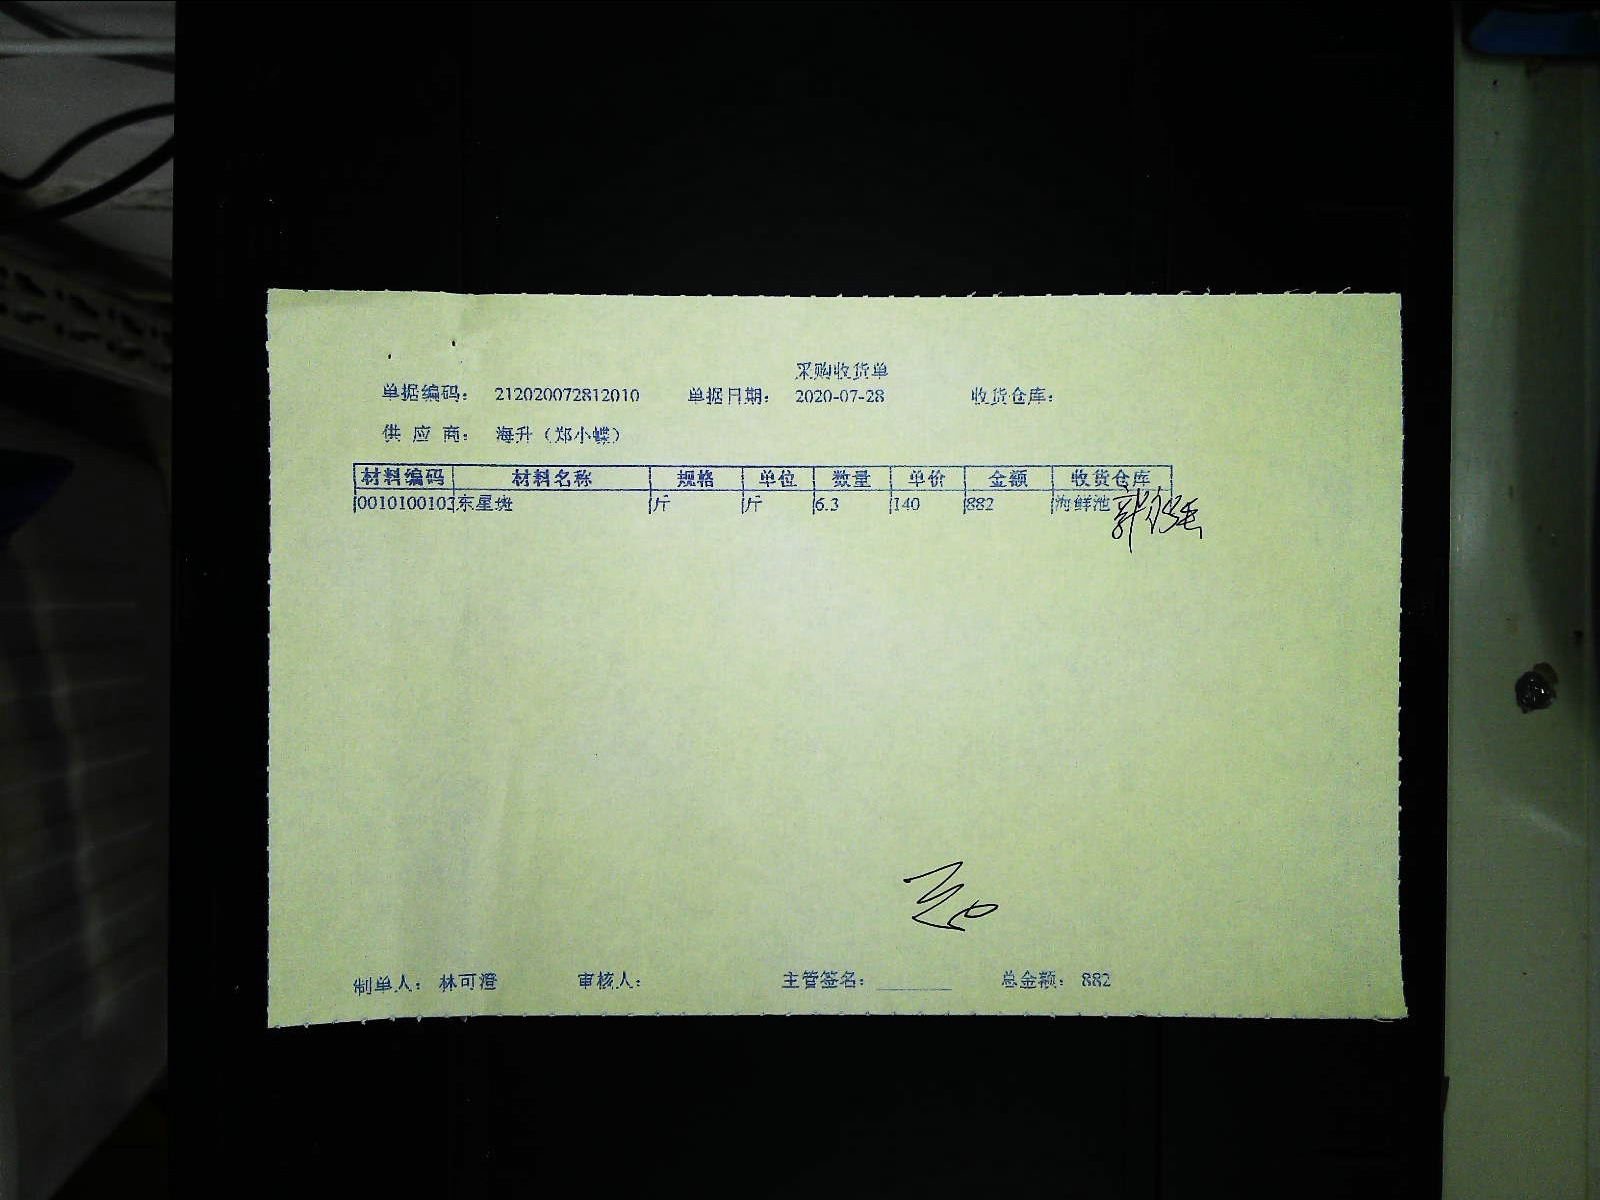 采购收货单
单据编码： 212020072812010 单据日期： 2020-07-28 收货仓库：
供 应 商： 海升（郑小蝶）
材料编码 材料名称 规格 单位 数量 单价 金额 收货仓库
0010100103 东星斑 斤 斤 6.3 140 882 海鲜池
制单人： 林可澄 审核人： 主管签名： 总金额： 882